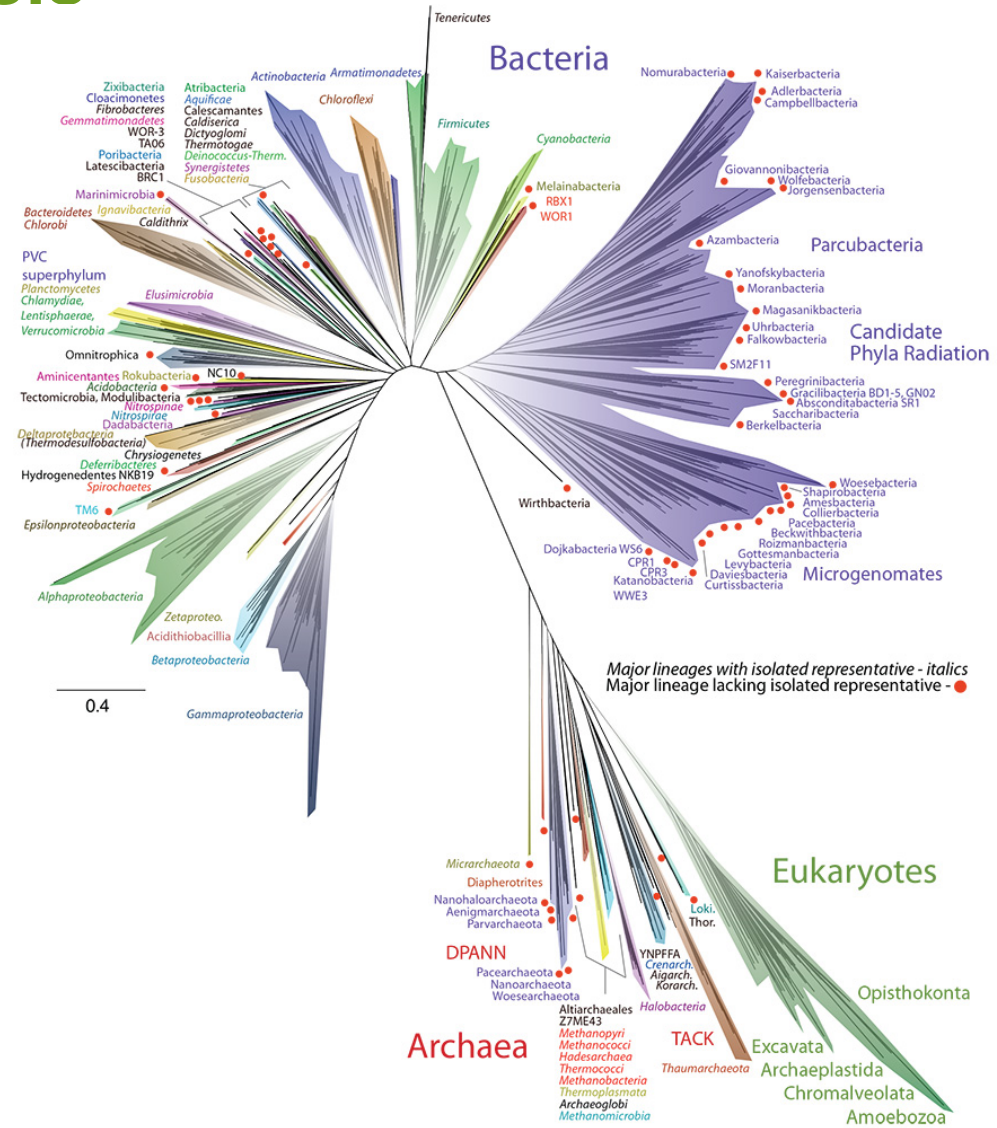 Tenericutes
Bacteria
Actinobacteria
Armatimonadetes
Zixibacteria
Cloacimonetes
Fibrobacteres
Gemmatimonadetes
WOR-3
TA06
Poribacteria
Latescibacteria
BRC1
Atribacteria
Aquificae
Calescamantes
Caldiserica
Dictyoglomi
Thermotogae
Deinococcus-Therm.
Synergistetes
Fusobacteria
Chloroflexi
Firmicutes
Cyanobacteria
Melainabacteria
RBX1
WOR1
Nomurabacteria
Kaiserbacteria
Adlerbacteria
Campbellbacteria
Giovannonibacteria
Wolfebacteria
Jorgensenbacteria
Azambacteria
Parcubacteria
Yanofskybacteria
Moranbacteria
Magasanikbacteria
Uhrbacteria
Falkowbacteria
Candidate
Phyla Radiation
SM2F11
Peregrinibacteria
Gracilibacteria BD1-5, GN02
Absconditabacteria SR1
Saccharibacteria
Berkelbacteria
Marinimicrobia
Bacteroidetes
Ignavibacteria
Chlorobi
Caldithrix
PVC
superphylum
Planctomycetes
Chlamydiae,
Lentisphaerae,
Verrucomicrobia
Elusimicrobia
Omnitrophica
Aminicentantes
Rokubacteria
NC10
Acidobacteria
Tectomicrobia, Modulibacteria
Nitrospinae
Nitrospirae
Dadabacteria
Deltaprotebacteria
(Thermodesulfobacteria)
Chrysiogenetes
Deferribacteres
Hydrogenedentes NKB19
Spirochaetes
TM6
Epsilonproteobacteria
Alphaproteobacteria
Zetaproteo.
Acidithiobacillia
Betaproteobacteria
Gammaproteobacteria
0.4
Wirthbacteria
Woesebacteria
Shapirobacteria
Amesbacteria
Collierbacteria
Pacebacteria
Beckwithbacteria
Roizmanbacteria
Gottesmanbacteria
Levybacteria
Daviesbacteria
Curtissbacteria
Microgenomates
Dojkabacteria WS6
CPR1
CPR3
Katanobacteria
WWE3
Major lineages with isolated representative - italics
Major lineage lacking isolated representative -
Micrarchaeota
Diapherotrites
Nanohaloarchaeota
Aenigmarchaeota
Parvarchaeota
DPANN
Pacearchaeota
Nanoarchaeota
Woesearchaeota
Archaea
Altiarchaeales
Z7ME43
Methanopyri
Methanococci
Hadesarchaea
Thermococci
Methanobacteria
Thermoplasmata
Archaeoglobi
Methanomicrobia
Halobacteria
YNPFFA
Crenarch.
Aigarch.
Korarch.
Loki.
Thor.
TACK
Thaumarchaeota
Eukaryotes
Opisthokonta
Excavata
Archaeplastida
Chromalveolata
Amoebozoa